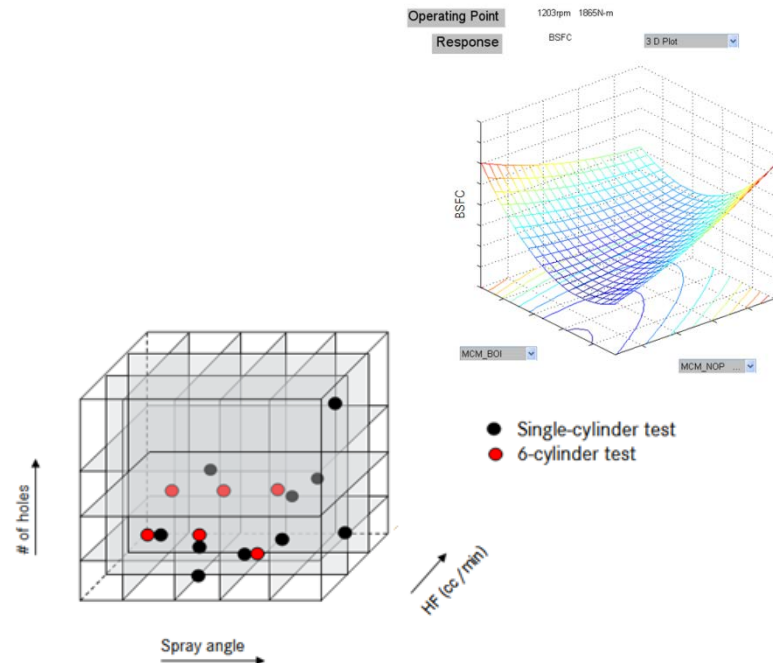 Operating Point 1203rpm 1865N-m
Response BSFC 3 D Plot
BSFC
MCM_BOI
MCM_NOP ...
Single-cylinder test
6-cylinder test
# of holes
HF (cc/min)
Spray angle